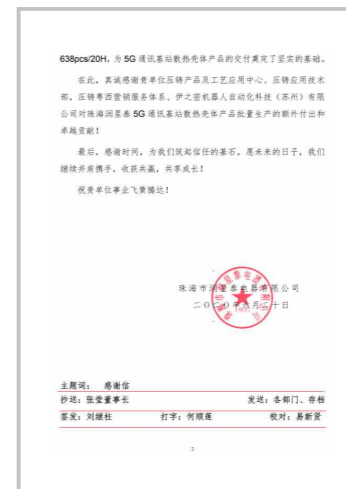 638pcs/20H，为 5G 通讯基站散热壳体产品的交付奠定了坚实的基础。
在此，真诚感谢贵单位压铸产品及工艺应用中心、压铸应用技术
部，压铸粤西营销服务体系、伊之密机器人自动化科技（苏州）有限
公司对珠海润星泰 5G 通讯基站散热壳体产品批量生产的额外付出和
卓越贡献！
最后，感谢时间，为我们筑起信任的基石，愿未来的日子，我们
继续并肩携手，收获共赢，共享成长！
祝贵单位事业飞黄腾达！
珠海市润星泰电器有限公司
二〇二〇年六月二十日
主题词： 感谢信
抄送：张莹董事长 发送：各部门、存档
签发：刘继柱 打字：何顺莲 校对：易新贤
2